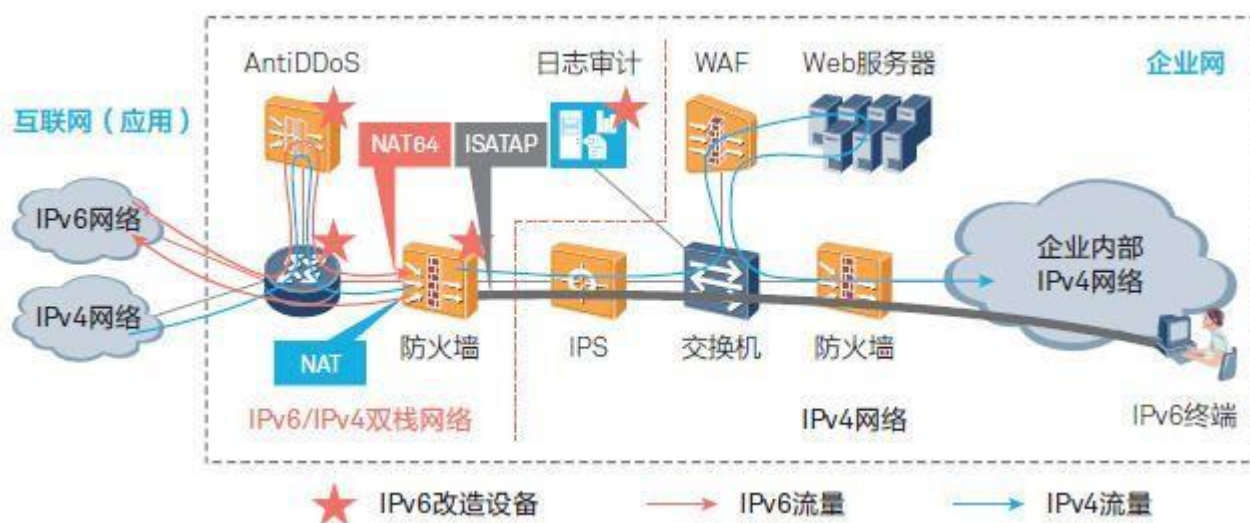 AntiDDoS
日志审计
WAF
Web服务器
企业网
互联网（应用）
NAT64
ISATAP
IPv6网络
IPv4网络
企业内部
IPv4网络
NAT
防火墙
IPS
交换机
防火墙
IPv6/IPv4双栈网络
IPv4网络
IPv6终端
IPv6改造设备
IPv6流量
IPv4流量